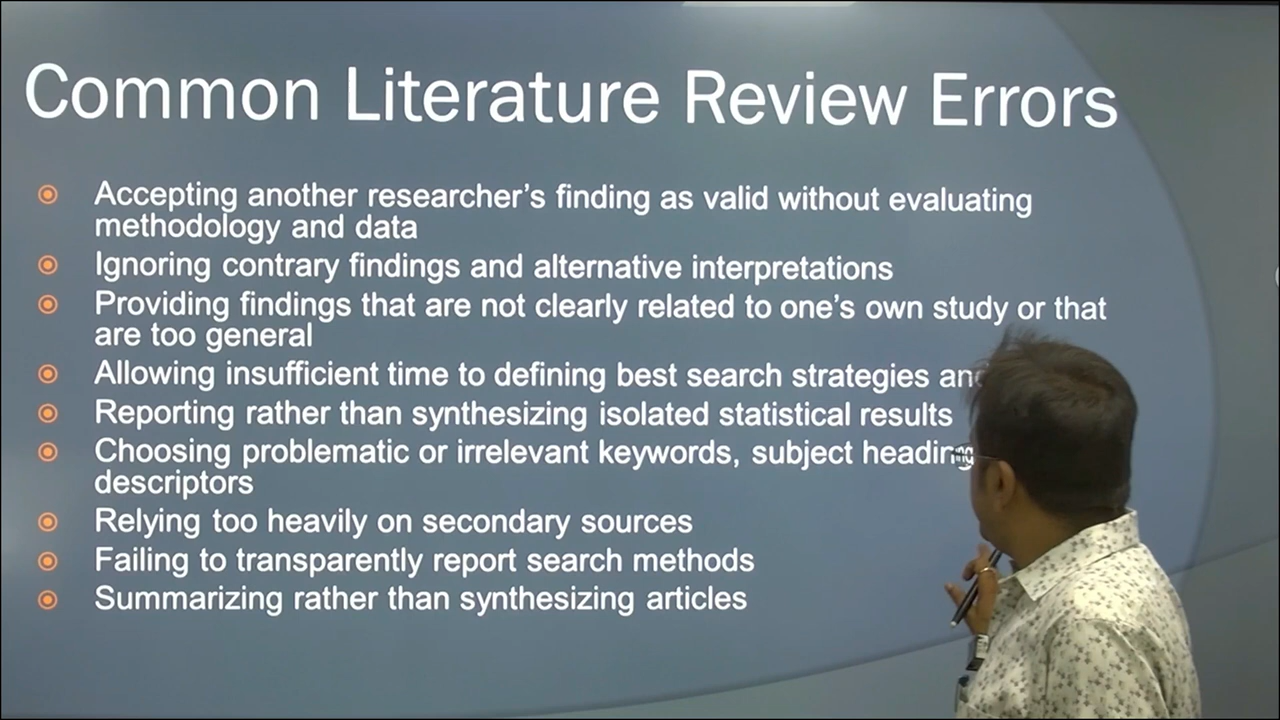 Common Literature Review Errors
Accepting another researcher’s finding as valid without evaluating
methodology and data
Ignoring contrary findings and alternative interpretations
Providing findings that are not clearly related to one’s own study or that
are too general
Allowing insufficient time to defining best search strategies
Reporting rather than synthesizing isolated statistical results
Choosing problematic or irrelevant keywords, subject
descriptors
Relying too heavily on secondary sources
Failing to transparently report search methods
Summarizing rather than synthesizing articles